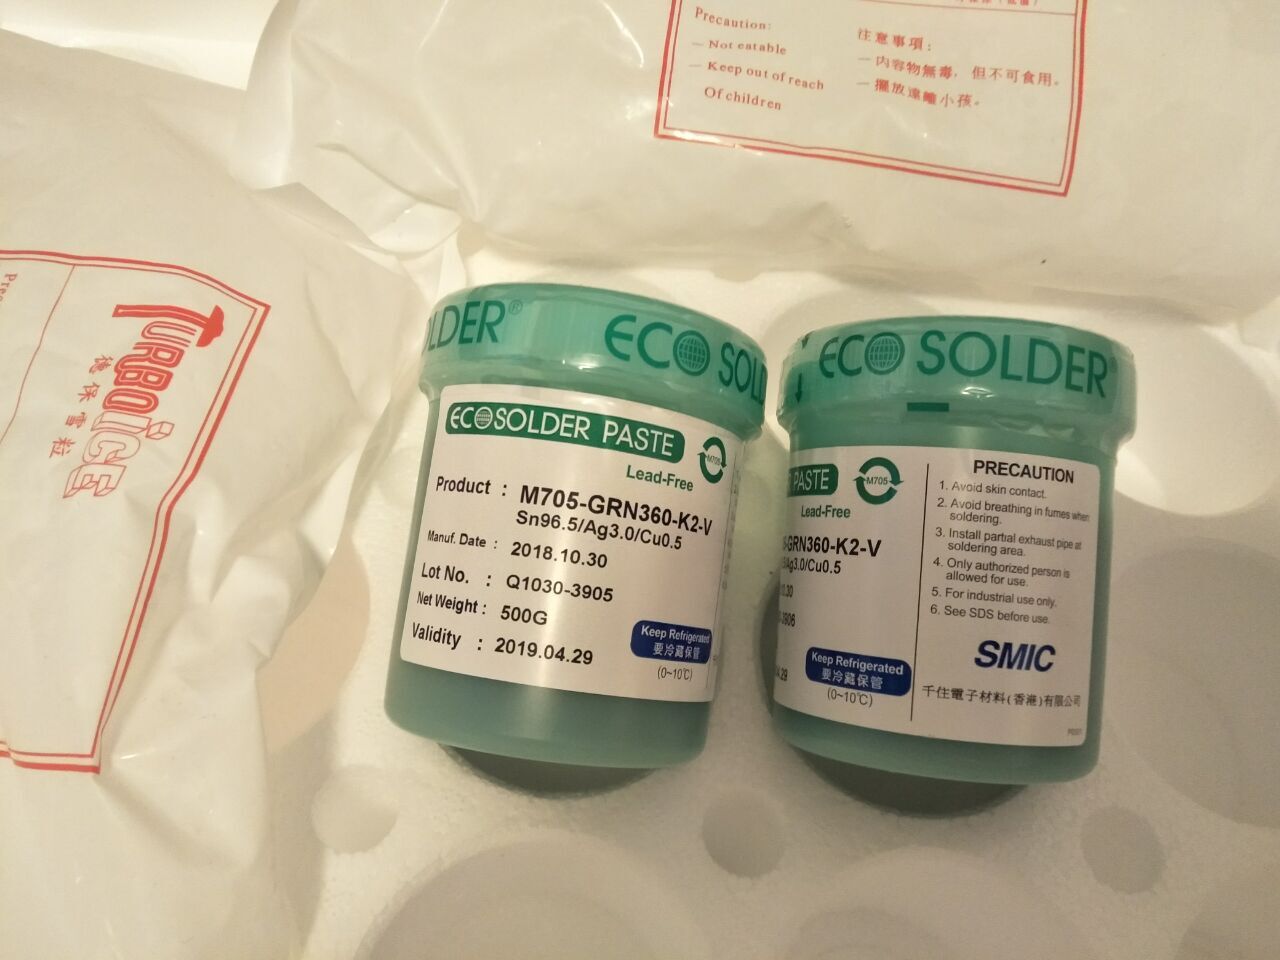 Precaution:
— Not eatable
— Keep out of reach
Of children
注意事項:
— 內容物無毒，但不可食用。
— 擺放遠離小孩。
TURBOICE
德保雪粒
OLDER®
ECO SOL
ECOSOLDER PASTE
M705
Lead-Free
Product : M705-GRN360-K2-V
Sn96.5/Ag3.0/Cu0.5
Manuf. Date : 2018.10.30
Lot No. : Q1030-3905
Net Weight : 500G
Validity : 2019.04.29
Keep Refrigerated
要冷藏保管
(0~10℃)
ECO SOLDER
PASTE
M705
Lead-Free
-GRN360-K2-V
Ag3.0/Cu0.5
.30
3906
.29
Keep Refrigerated
要冷藏保管
(0~10℃)
PRECAUTION
1. Avoid skin contact.
2. Avoid breathing in fumes when
soldering.
3. Install partial exhaust pipe at
soldering area.
4. Only authorized person is
allowed for use.
5. For industrial use only.
6. See SDS before use.
SMIC
千住電子材料(香港)有限公司